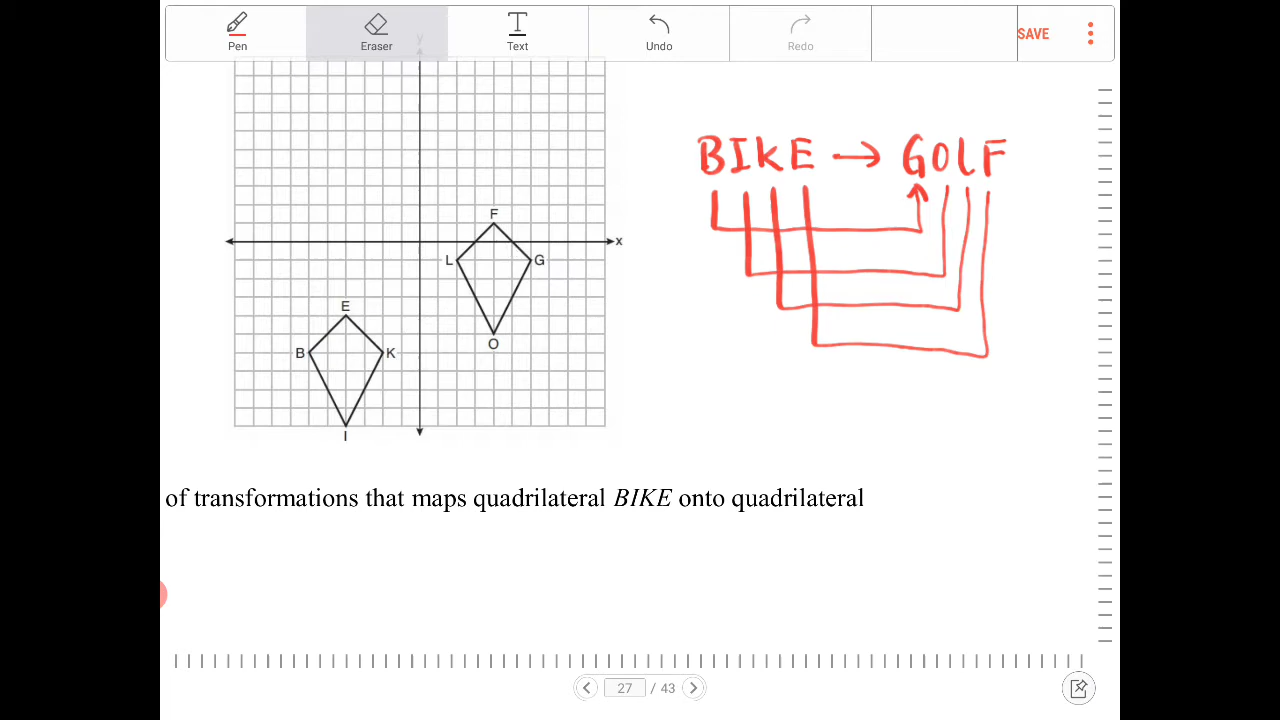 Pen Eraser Text Undo Redo SAVE
y
BIKE → GOLF
F
x
L G
E
O
B K
I
of transformations that maps quadrilateral BIKE onto quadrilateral
27 / 43